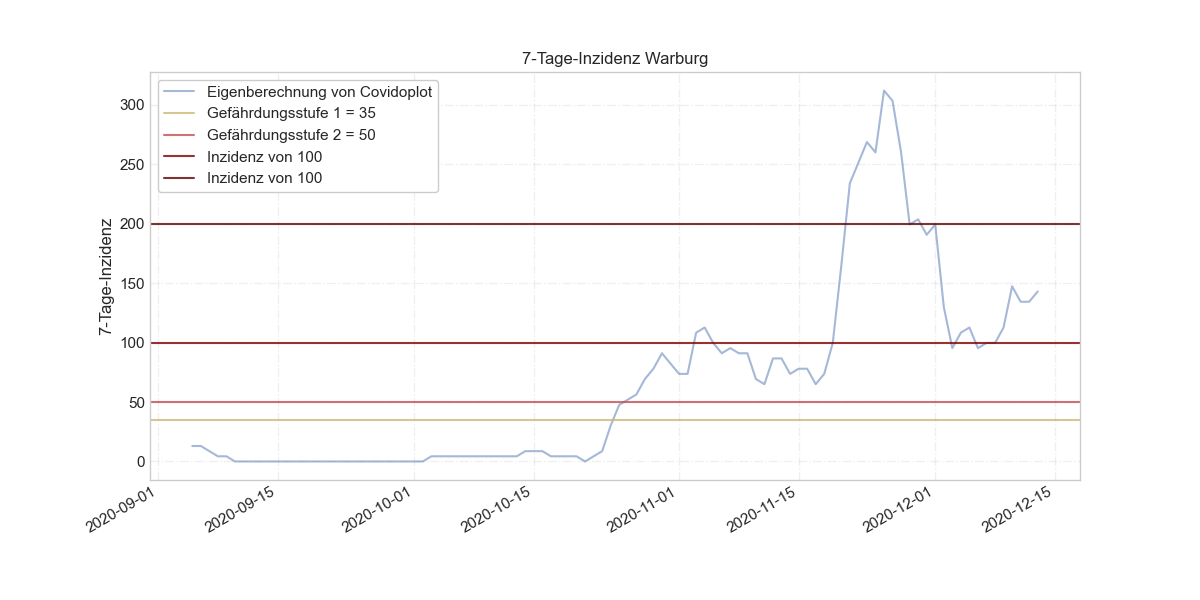 7-Tage-Inzidenz Warburg
Eigenberechnung von Covidoplot
Gefährdungsstufe 1 = 35
Gefährdungsstufe 2 = 50
Inzidenz von 100
Inzidenz von 100
7-Tage-Inzidenz
300
250
200
150
100
50
0
2020-09-01
2020-09-15
2020-10-01
2020-10-15
2020-11-01
2020-11-15
2020-12-01
2020-12-15